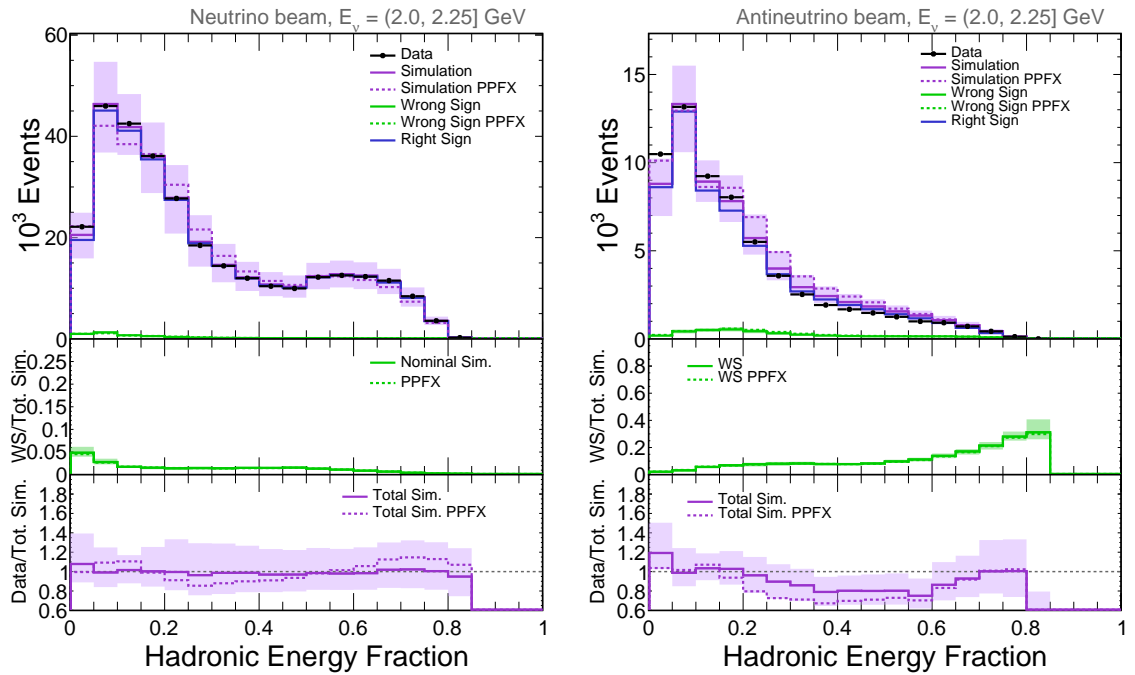 Neutrino beam, Eν = (2.0, 2.25] GeV
10³ Events
60
40
20
0
Data
Simulation
Simulation PPFX
Wrong Sign
Wrong Sign PPFX
Right Sign
WS/Tot. Sim.
0.25
0.2
0.15
0.1
0.05
0
Nominal Sim.
PPFX
Data/Tot. Sim.
1.8
1.6
1.4
1.2
1
0.8
0.6
Total Sim.
Total Sim. PPFX
0 0.2 0.4 0.6 0.8 1
Hadronic Energy Fraction
Antineutrino beam, Eν = (2.0, 2.25] GeV
10³ Events
15
10
5
0
Data
Simulation
Simulation PPFX
Wrong Sign
Wrong Sign PPFX
Right Sign
WS/Tot. Sim.
0.8
0.6
0.4
0.2
0
WS
WS PPFX
Data/Tot. Sim.
1.8
1.6
1.4
1.2
1
0.8
0.6
Total Sim.
Total Sim. PPFX
0 0.2 0.4 0.6 0.8 1
Hadronic Energy Fraction